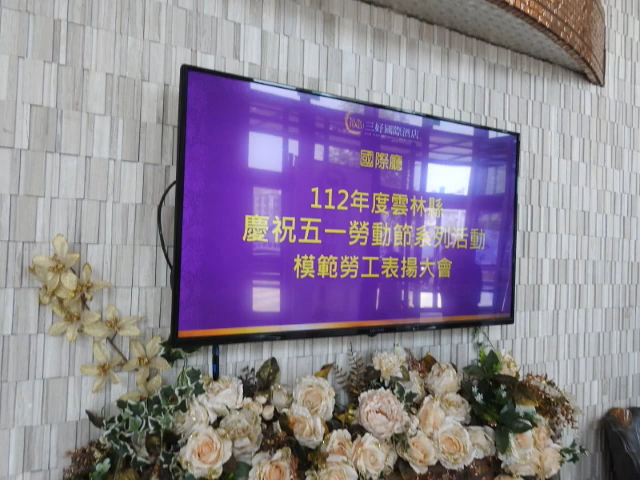 三好國際酒店
國際廳
112年度雲林縣
慶祝五一勞動節系列活動
模範勞工表揚大會